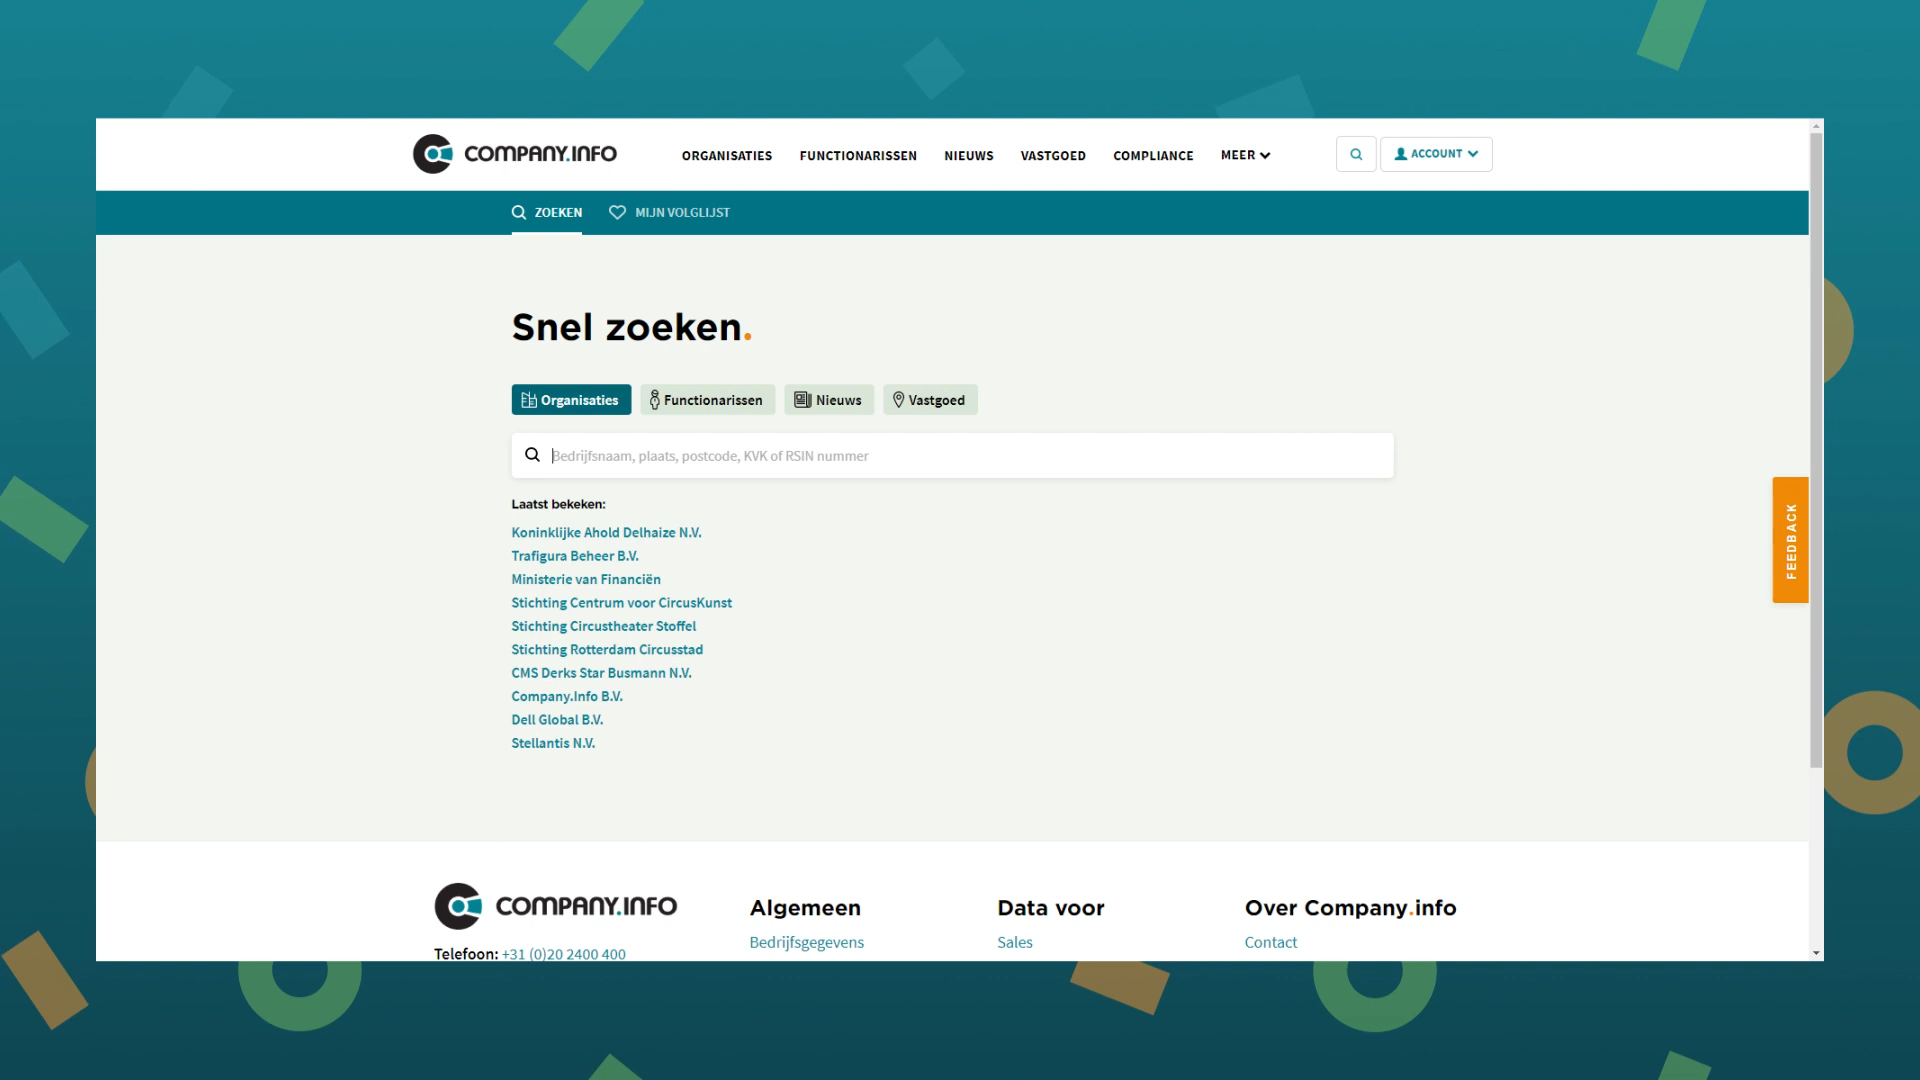 COMPANY.INFO
ORGANISATIES FUNCTIONARISSEN NIEUWS VASTGOED COMPLIANCE MEER
ACCOUNT
ZOEKEN MIJN VOLGLIJST
Snel zoeken.
Organisaties Functionarissen Nieuws Vastgoed
Bedrijfsnaam, plaats, postcode, KVK of RSIN nummer
Laatst bekeken:
Koninklijke Ahold Delhaize N.V.
Trafigura Beheer B.V.
Ministerie van Financiën
Stichting Centrum voor CircusKunst
Stichting Circustheater Stoffel
Stichting Rotterdam Circusstad
CMS Derks Star Busmann N.V.
Company.Info B.V.
Dell Global B.V.
Stellantis N.V.
FEEDBACK
COMPANY.INFO
Telefoon: +31 (0)20 2400 400
Algemeen
Bedrijfsgegevens
Data voor
Sales
Over Company.info
Contact